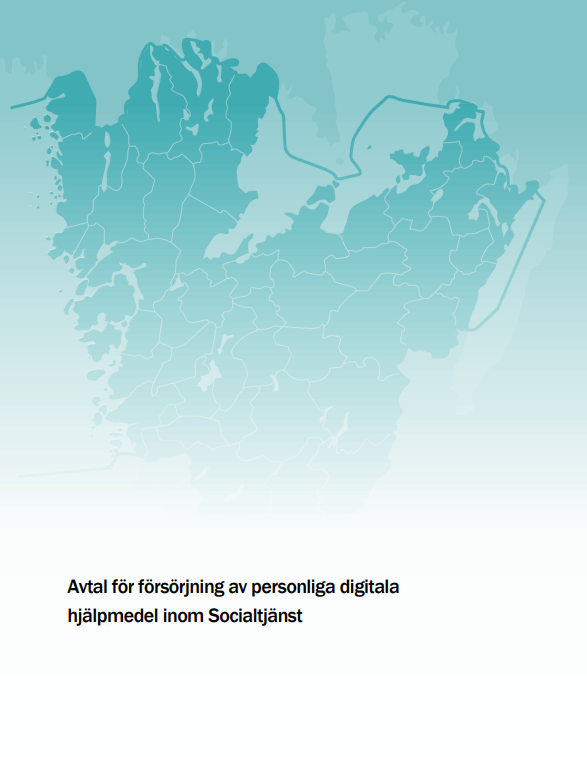 Avtal för försörjning av personliga digitala
hjälpmedel inom Socialtjänst